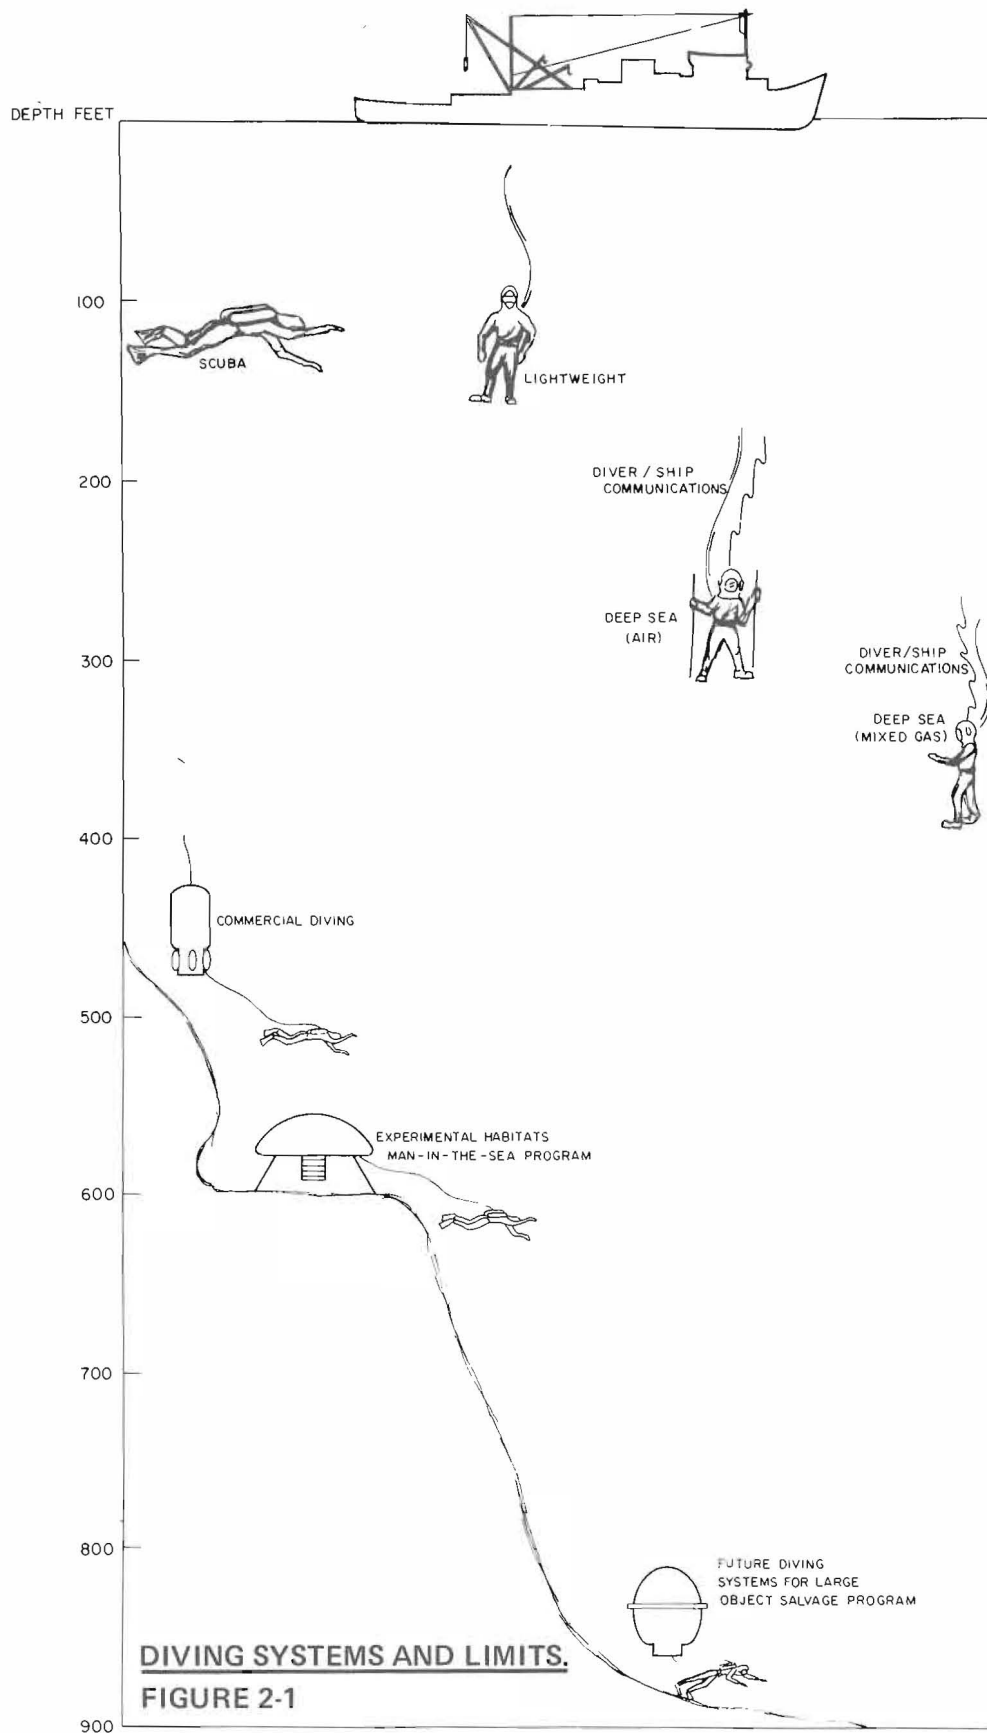 DEPTH FEET
100
SCUBA
LIGHTWEIGHT
200
DIVER / SHIP
COMMUNICATIONS
DEEP SEA
(AIR)
300
DIVER/SHIP
COMMUNICATIONS
DEEP SEA
(MIXED GAS)
400
COMMERCIAL DIVING
500
EXPERIMENTAL HABITATS
MAN-IN-THE-SEA PROGRAM
600
700
800
FUTURE DIVING
SYSTEMS FOR LARGE
OBJECT SALVAGE PROGRAM
DIVING SYSTEMS AND LIMITS.
FIGURE 2-1
900